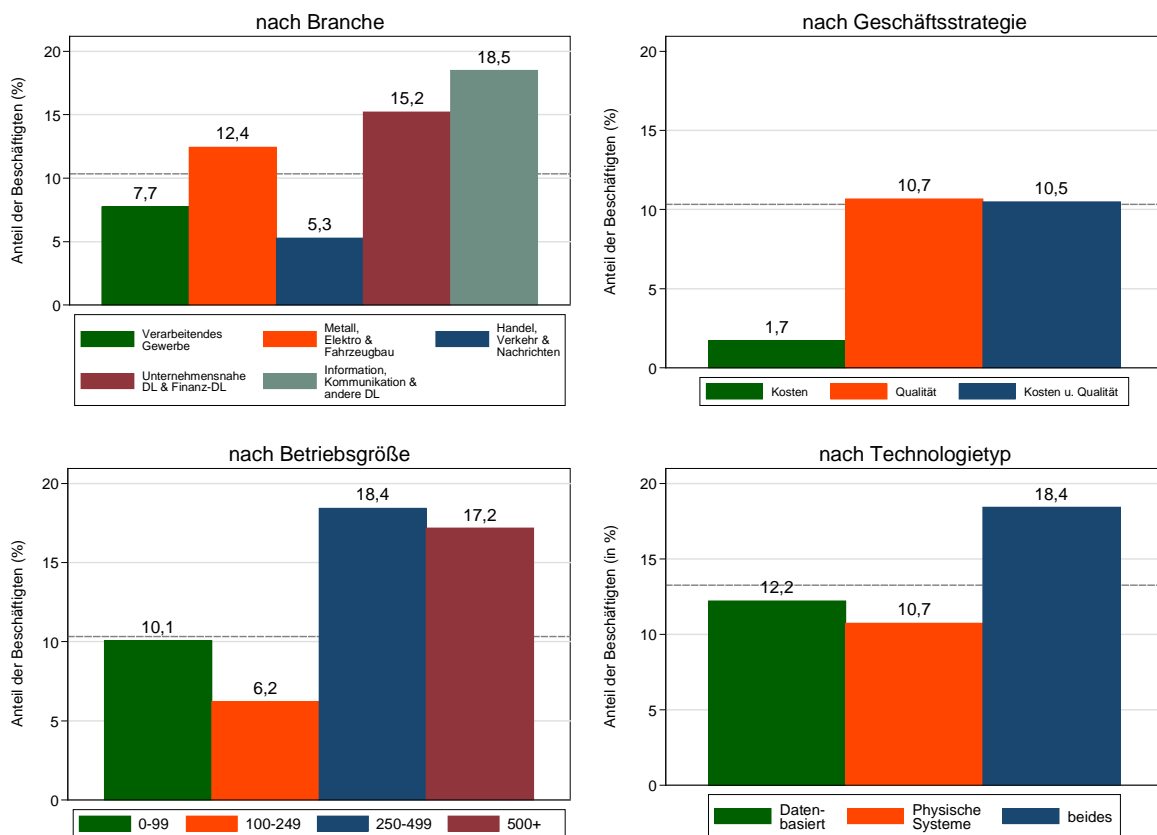 nach Branche
Anteil der Beschäftigten (%)
20
15
10
5
0
7,7
12,4
5,3
15,2
18,5
Verarbeitendes
Gewerbe
Metall,
Elektro &
Fahrzeugbau
Handel,
Verkehr &
Nachrichten
Unternehmensnahe
DL & Finanz-DL
Information,
Kommunikation &
andere DL
nach Geschäftsstrategie
Anteil der Beschäftigten (%)
20
15
10
5
0
1,7
10,7
10,5
Kosten
Qualität
Kosten u. Qualität
nach Betriebsgröße
Anteil der Beschäftigten (%)
20
15
10
5
0
10,1
6,2
18,4
17,2
0-99
100-249
250-499
500+
nach Technologietyp
Anteil der Beschäftigten (in %)
20
15
10
5
0
12,2
10,7
18,4
Daten-
basiert
Physische
Systeme
beides